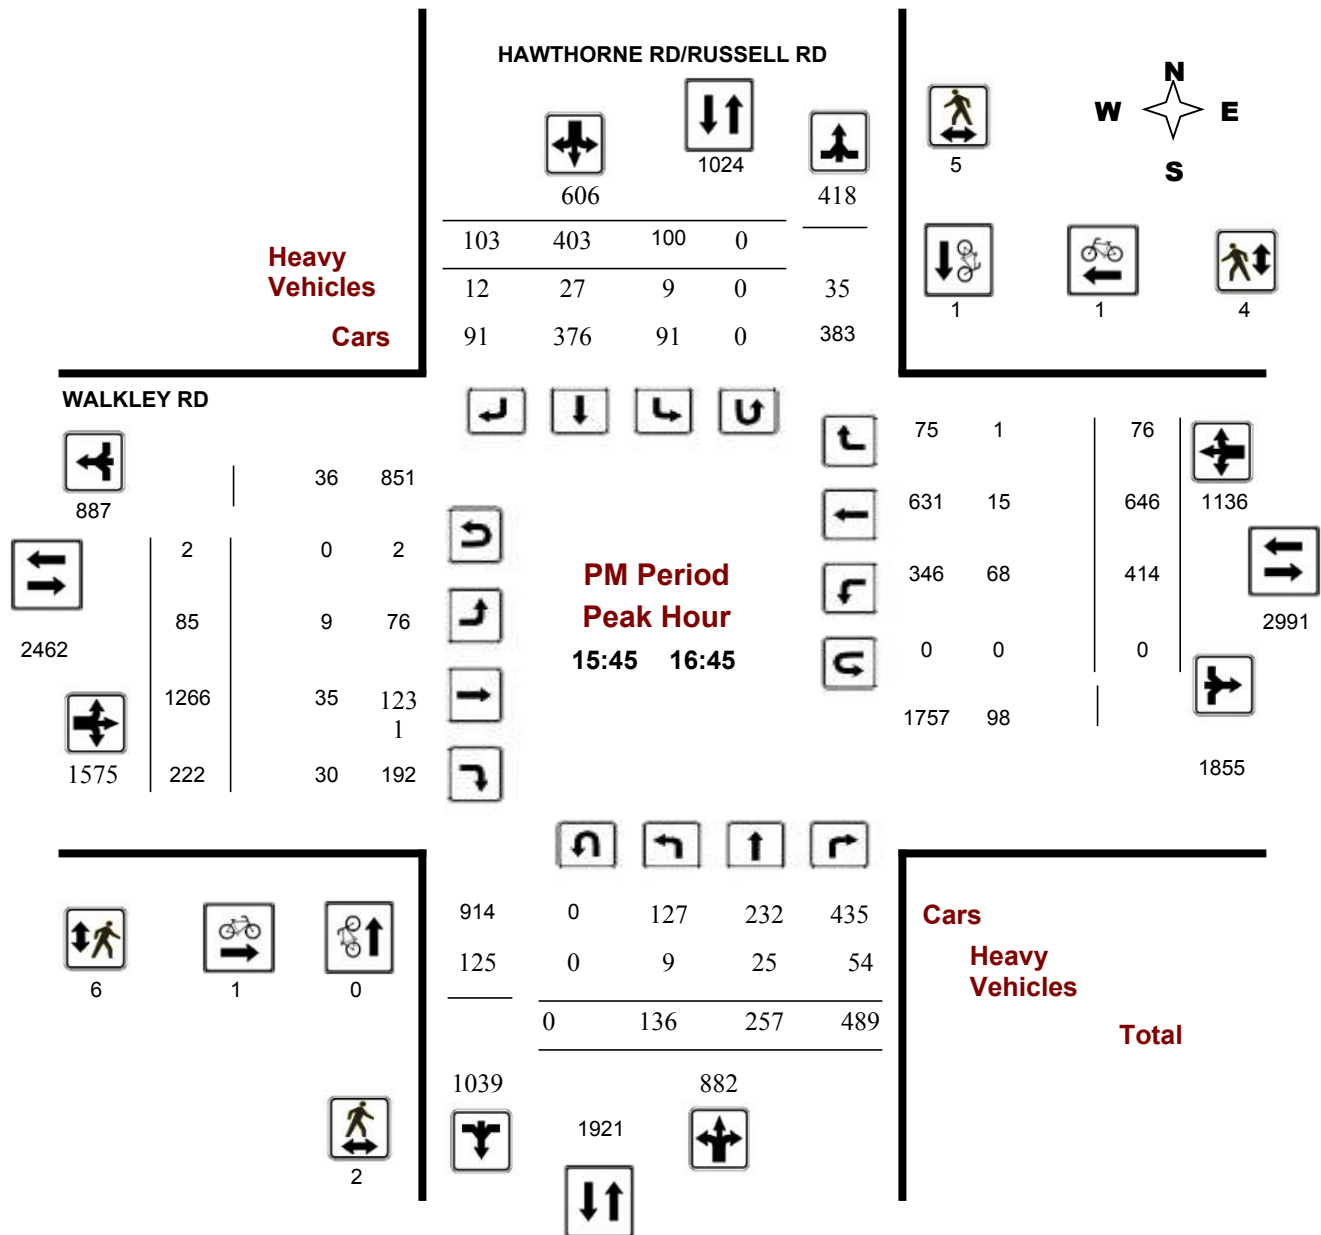 HAWTHORNE RD/RUSSELL RD
N
W E
S
1024
5
606 418
103 403 100 0
Heavy
Vehicles
12 27 9 0 35
1 1 4
Cars 91 376 91 0 383
WALKLEY RD
75 1 76
36 851
887
631 15 646 1136
2 0 2
PM Period
346 68 414
85 9 76
Peak Hour
2991
2462
15:45 16:45
0 0 0
1266 35 123
1
1757 98
1575 222 30 192
1855
914 0 127 232 435 Cars
125 0 9 25 54 Heavy
Vehicles
6 1 0
0 136 257 489 Total
1039 882
1921
2